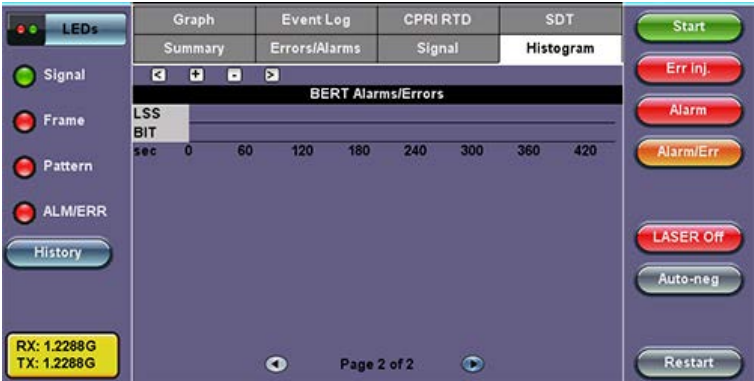 LEDs
Signal
Frame
Pattern
ALM/ERR
History
RX: 1.2288G
TX: 1.2288G
Graph Event Log CPRI RTD SDT
Summary Errors/Alarms Signal Histogram
< + - >
BERT Alarms/Errors
LSS
BIT
sec 0 60 120 180 240 300 360 420
Page 2 of 2
Start
Err inj.
Alarm
Alarm/Err
LASER Off
Auto-neg
Restart